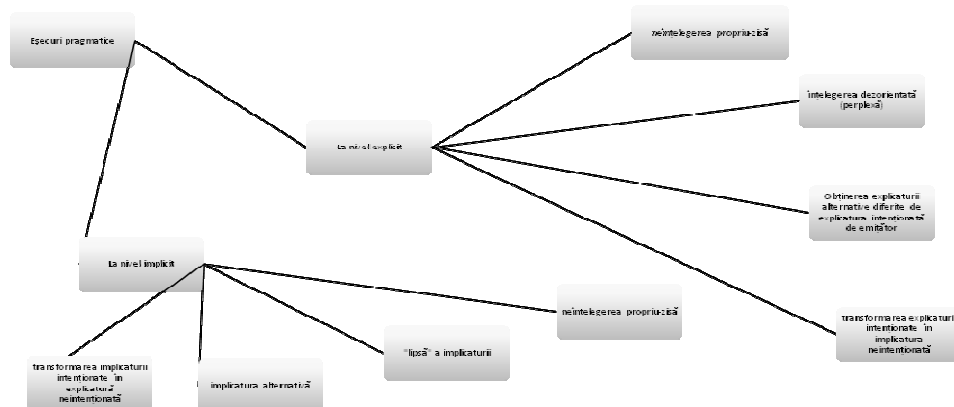 Eșecuri pragmatice
neînțelegerea propriu-zisă
înțelegerea dezorientată
(perplexă)
La nivel explicit
Obținerea explicaturii
alternative diferite de
explicatura intenționată
de emițător
La nivel implicit
neînțelegerea propriu-zisă
transformarea explicaturii
intenționate în
implicatura
neintenționată
"lipsă" a implicaturii
transformarea implicaturii
intenționate în
explicatură
neintenționată
implicatura alternativă